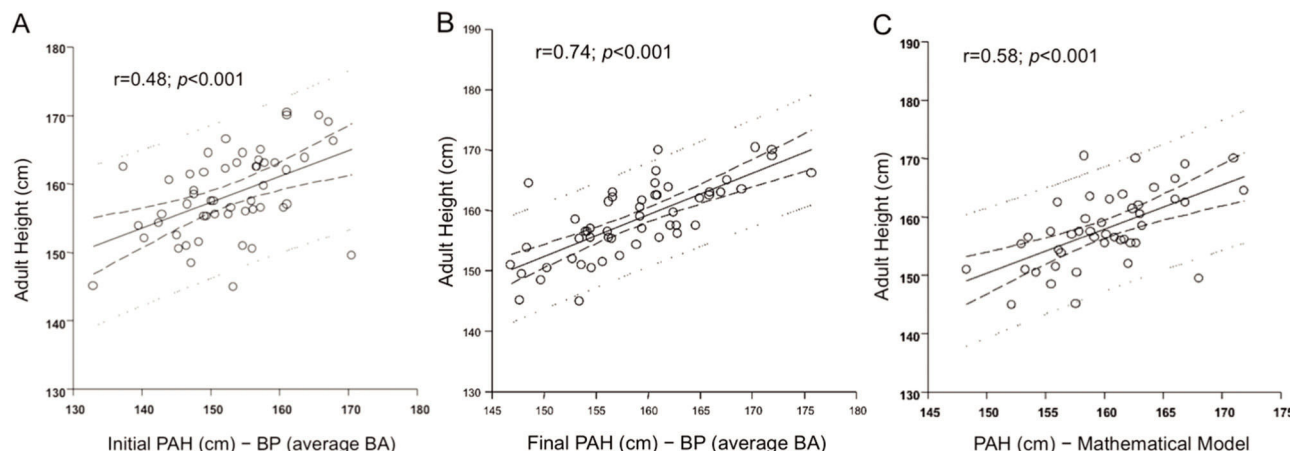 A
r=0.48; p<0.001
Adult Height (cm)
180
170
160
150
140
130
130 140 150 160 170 180
Initial PAH (cm) – BP (average BA)
B
r=0.74; p<0.001
Adult Height (cm)
190
180
170
160
150
140
130
145 150 155 160 165 170 175 180
Final PAH (cm) – BP (average BA)
C
r=0.58; p<0.001
Adult Height (cm)
190
180
170
160
150
140
130
145 150 155 160 165 170 175
PAH (cm) – Mathematical Model